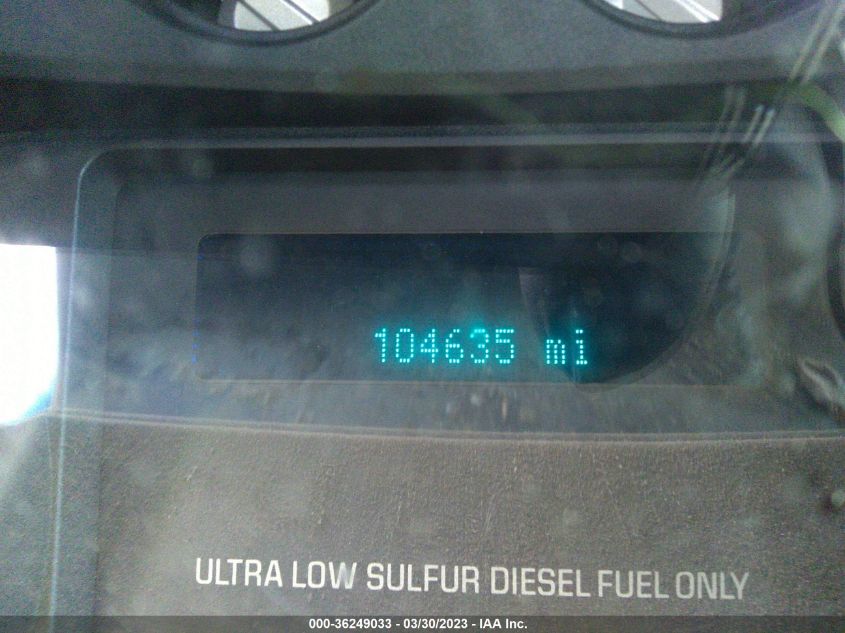 104635 mi
ULTRA LOW SULFUR DIESEL FUEL ONLY
000-36249033 - 03/30/2023 - IAA Inc.